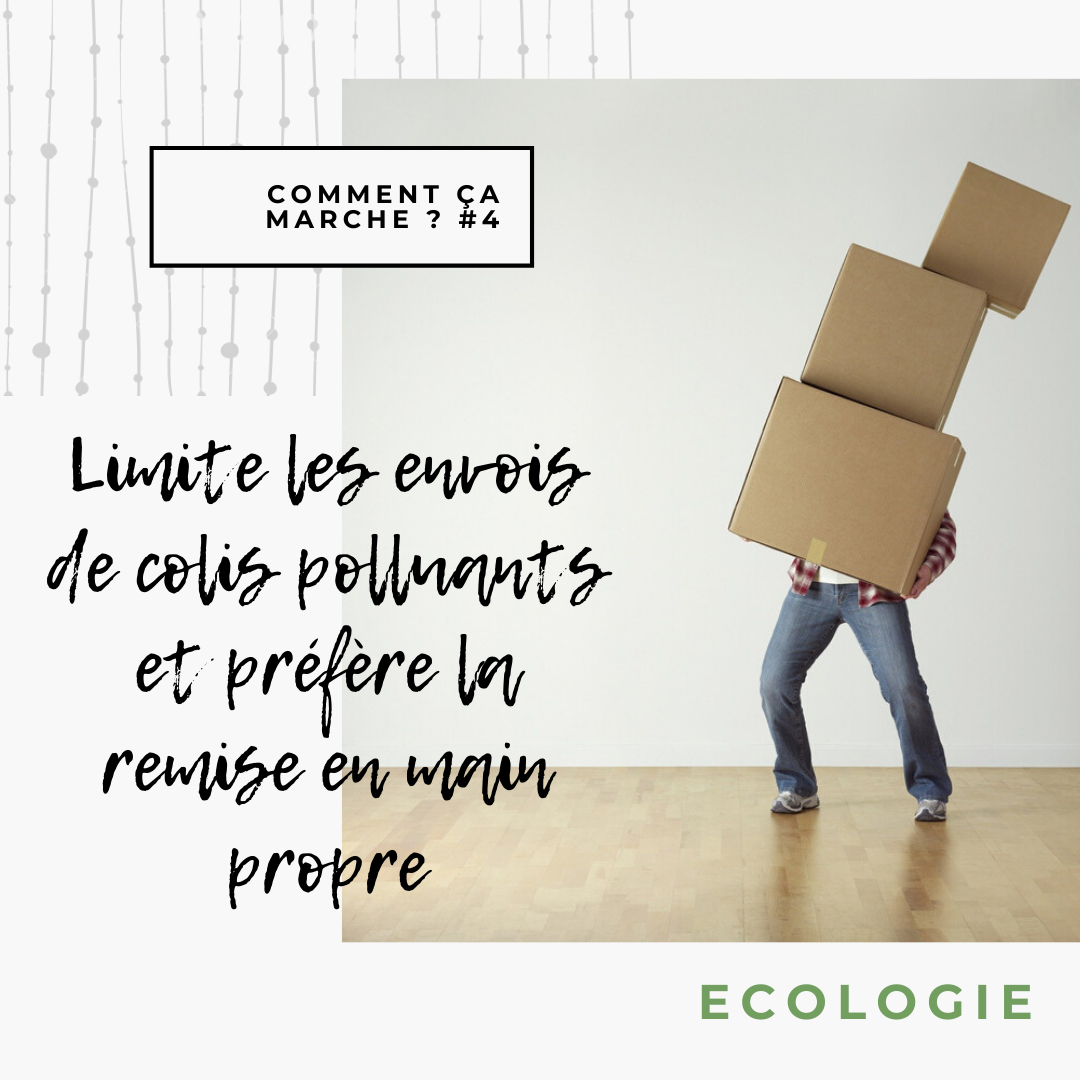 COMMENT ÇA
MARCHE ? #4
Limite les envois
de colis polluants
et préfère la
remise en main
propre
ECOLOGIE